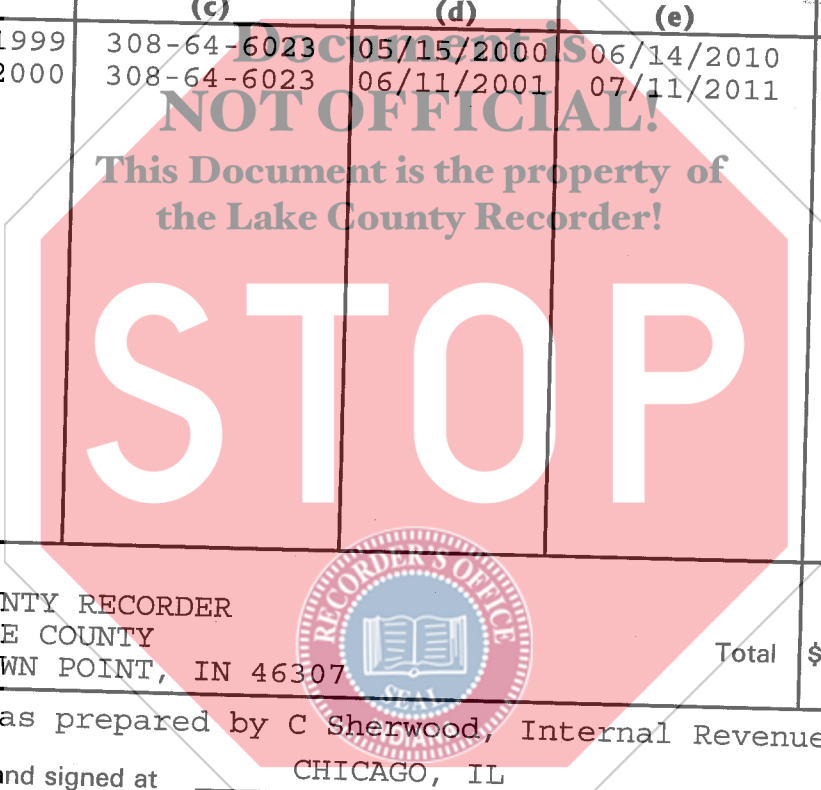 (c) (d) (e)
1999 308-64-6023 05/15/2000 06/14/2010
2000 308-64-6023 06/11/2001 07/11/2011
Document is
NOT OFFICIAL!
This Document is the property of
the Lake County Recorder!
STOP
NTY RECORDER
E COUNTY
WN POINT, IN 46307
Total $
RECORDER'S OFFICE
SEAL
INDIANA
as prepared by C Sherwood, Internal Revenue
nd signed at CHICAGO, IL